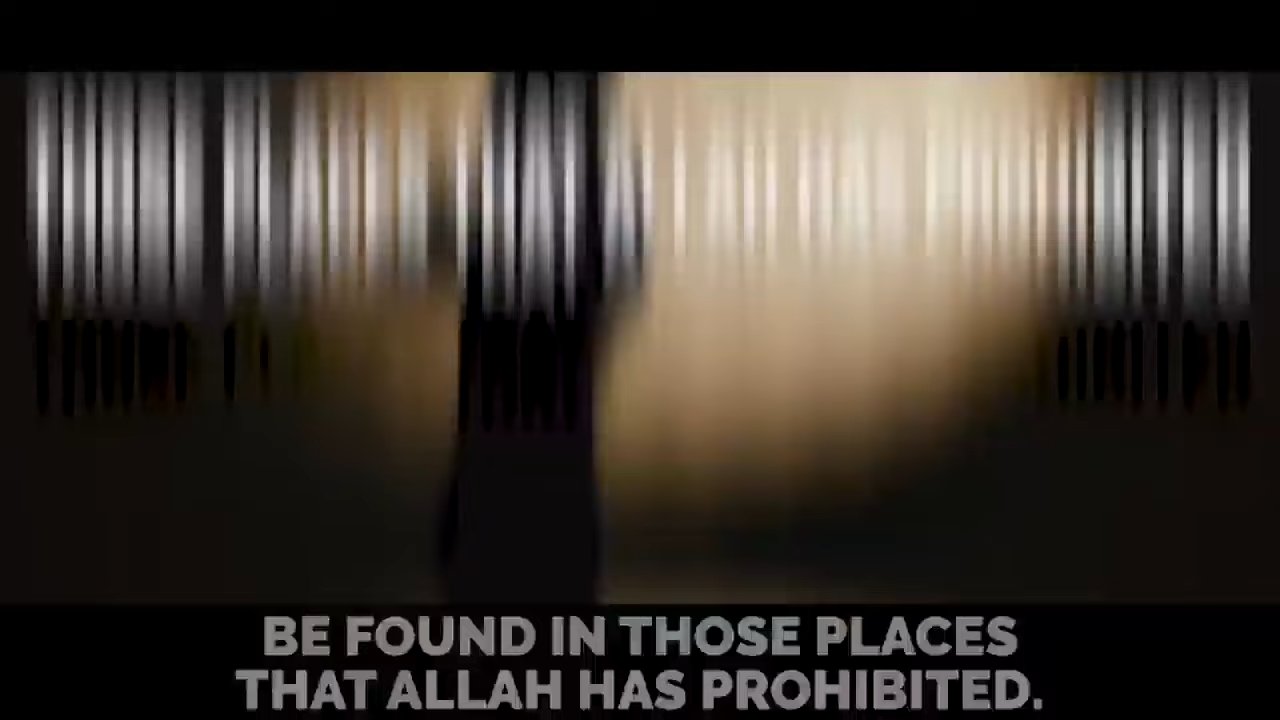 BE FOUND IN THOSE PLACES
THAT ALLAH HAS PROHIBITED.